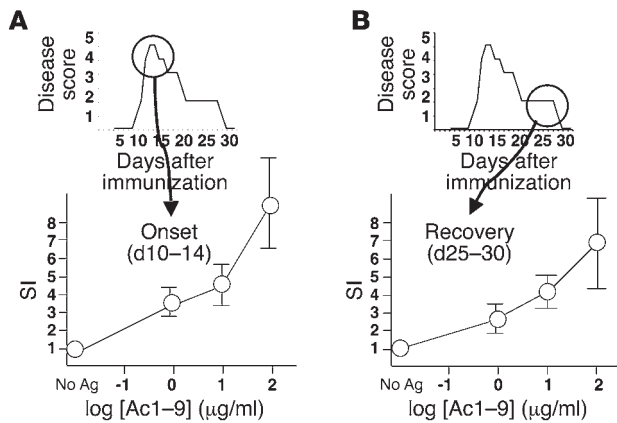 A
Disease
score
5
4
3
2
1
5 10 15 20 25 30
Days after
immunization
Onset
(d10–14)
SI
8
7
6
5
4
3
2
1
No Ag -1 0 1 2
log [Ac1–9] (μg/ml)
B
Disease
score
5
4
3
2
1
5 10 15 20 25 30
Days after
immunization
Recovery
(d25–30)
SI
8
7
6
5
4
3
2
1
No Ag -1 0 1 2
log [Ac1–9] (μg/ml)